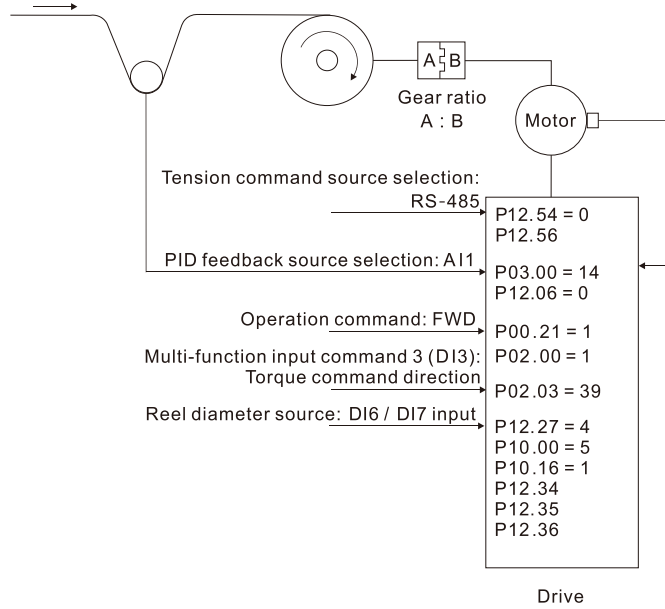 A B
Gear ratio
A : B
Motor
Tension command source selection:
RS-485
P12.54 = 0
P12.56
PID feedback source selection: AI1
P03.00 = 14
P12.06 = 0
Operation command: FWD
P00.21 = 1
Multi-function input command 3 (DI3):
P02.00 = 1
Torque command direction
P02.03 = 39
Reel diameter source: DI6 / DI7 input
P12.27 = 4
P10.00 = 5
P10.16 = 1
P12.34
P12.35
P12.36
Drive